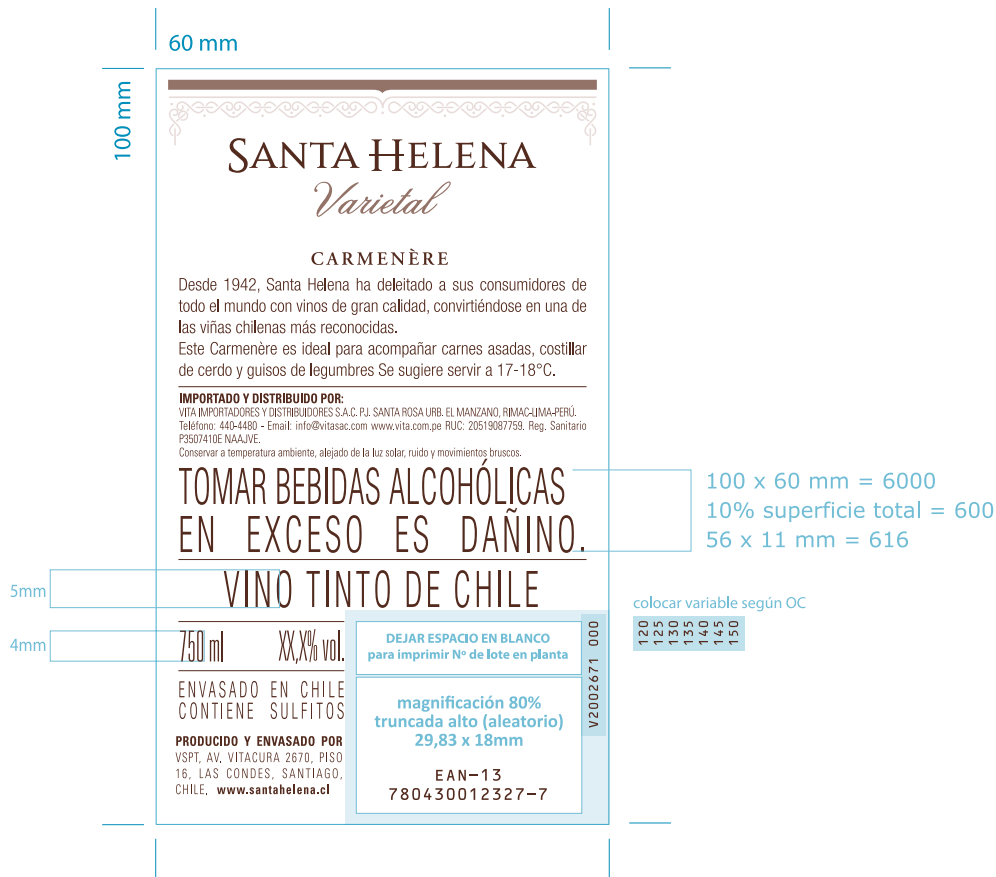 60 mm
100 mm
SANTA HELENA
Varietal
CARMENÈRE
Desde 1942, Santa Helena ha deleitado a sus consumidores de
todo el mundo con vinos de gran calidad, convirtiéndose en una de
las viñas chilenas más reconocidas.
Este Carmenère es ideal para acompañar carnes asadas, costillar
de cerdo y guisos de legumbres Se sugiere servir a 17-18°C.
IMPORTADO Y DISTRIBUIDO POR:
VITA IMPORTADORES Y DISTRIBUIDORES S.A.C. PJ. SANTA ROSA URB. EL MANZANO, RIMAC-LIMA-PERÚ.
Teléfono: 440-4480 - Email: info@vitasac.com www.vita.com.pe RUC: 20519087759. Reg. Sanitario
P3507410E NAAJVE.
Conservar a temperatura ambiente, alejado de la luz solar, ruido y movimientos bruscos.
TOMAR BEBIDAS ALCOHÓLICAS
EN EXCESO ES DAÑINO.
100 x 60 mm = 6000
10% superficie total = 600
56 x 11 mm = 616
5mm
VINO TINTO DE CHILE
colocar variable según OC
120
125
130
135
140
145
150
4mm
750 ml XX,X% vol.
ENVASADO EN CHILE
CONTIENE SULFITOS
PRODUCIDO Y ENVASADO POR
VSPT, AV. VITACURA 2670, PISO
16, LAS CONDES, SANTIAGO,
CHILE. www.santahelena.cl
DEJAR ESPACIO EN BLANCO
para imprimir Nº de lote en planta
V2002671 000
magnificación 80%
truncada alto (aleatorio)
29,83 x 18mm
EAN-13
780430012327-7